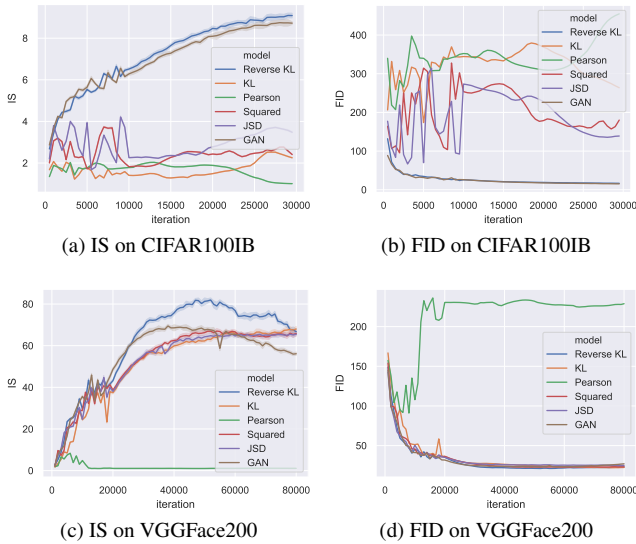 IS
8
6
4
2
0
5000
10000
15000
20000
25000
30000
iteration
model
Reverse KL
KL
Pearson
Squared
JSD
GAN
(a) IS on CIFAR100IB
FID
400
300
200
100
0
0
5000
10000
15000
20000
25000
30000
iteration
model
Reverse KL
KL
Pearson
Squared
JSD
GAN
(b) FID on CIFAR100IB
IS
80
60
40
20
0
0
20000
40000
60000
80000
iteration
model
Reverse KL
KL
Pearson
Squared
JSD
GAN
(c) IS on VGGFace200
FID
200
150
100
50
0
20000
40000
60000
80000
iteration
model
Reverse KL
KL
Pearson
Squared
JSD
GAN
(d) FID on VGGFace200